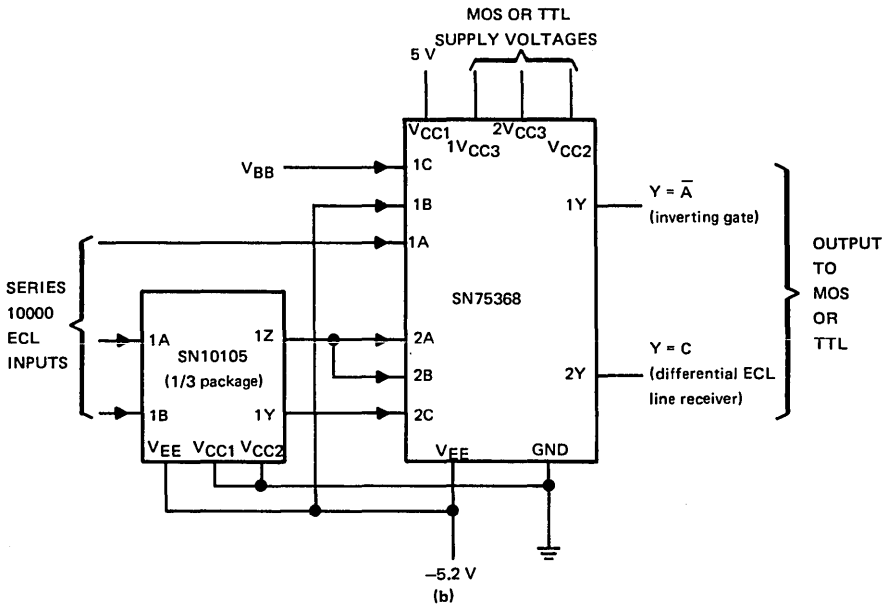 MOS OR TTL
SUPPLY VOLTAGES
5 V
VCC1
1VCC3
2VCC3
VCC2
VBB
1C
1B
1A
2A
2B
2C
SN75368
1Y
2Y
VEE
GND
Y = A̅
(inverting gate)
Y = C
(differential ECL
line receiver)
OUTPUT
TO
MOS
OR
TTL
SERIES
10000
ECL
INPUTS
1A
1B
SN10105
(1/3 package)
1Z
1Y
VEE
VCC1
VCC2
–5.2 V
(b)